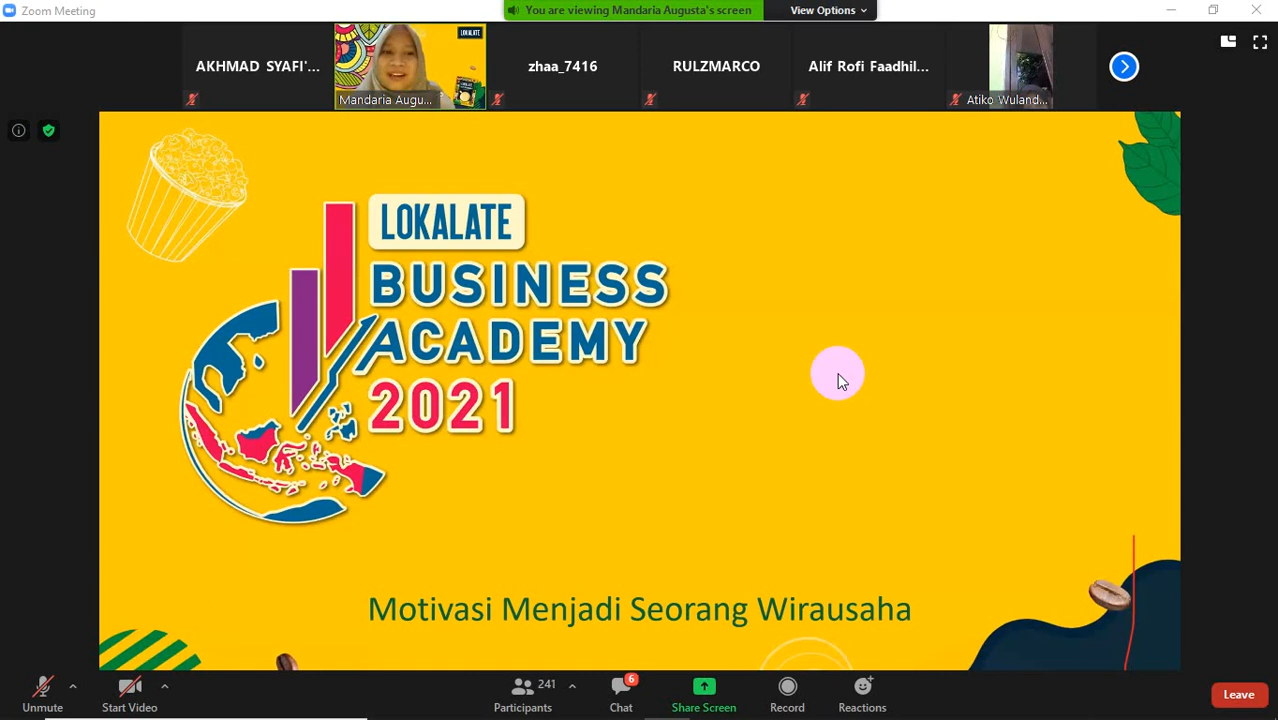 Zoom Meeting
You are viewing Mandaria Augusta's screen
View Options
AKHMAD SYAFI'...
LOKALATE
Mandaria Augu...
zhaa_7416
RULZMARCO
Alif Rofi Faadhil...
Atiko Wuland...
LOKALATE
BUSINESS
ACADEMY
2021
Motivasi Menjadi Seorang Wirausaha
Unmute
Start Video
241
Participants
6
Chat
Share Screen
Record
Reactions
Leave